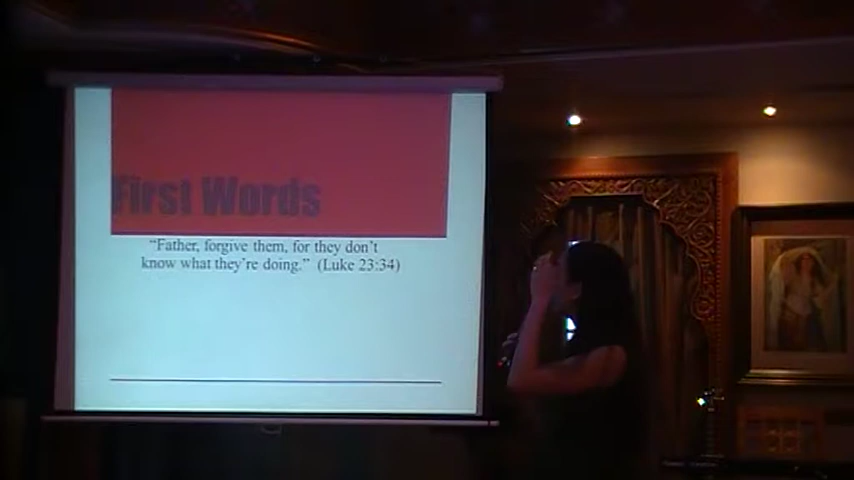 First Words
“Father, forgive them, for they don’t
know what they’re doing.” (Luke 23:34)